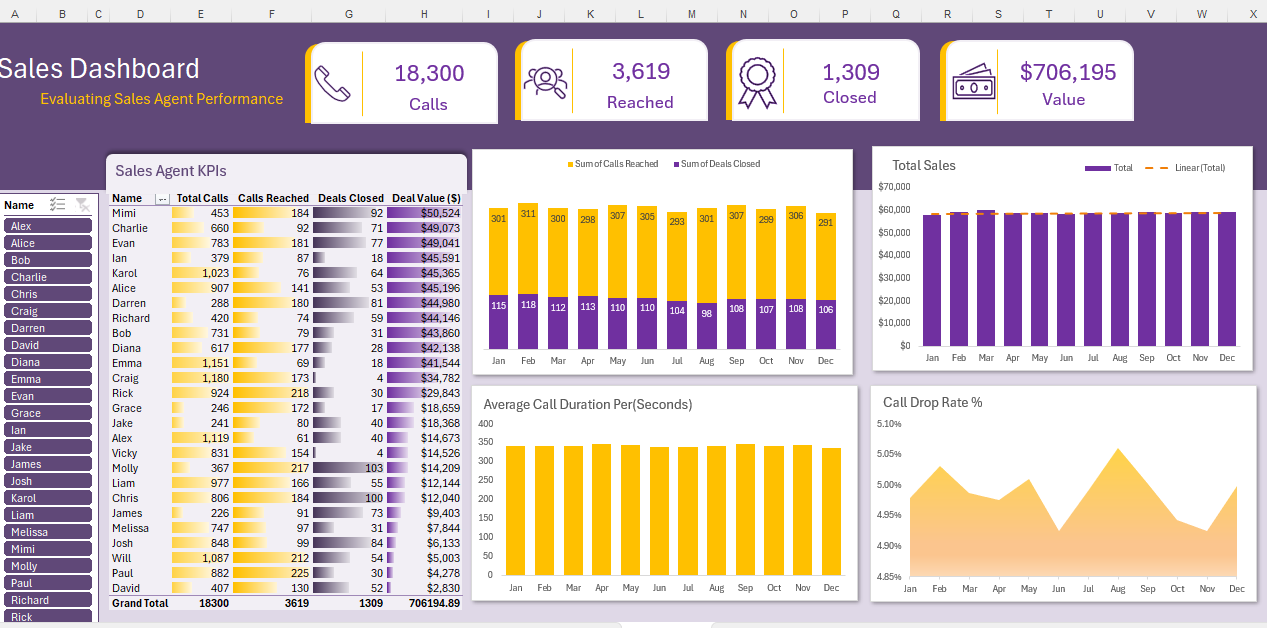 A B C D E F G H I J K L M N O P Q R S T U V W X
Sales Dashboard
Evaluating Sales Agent Performance
18,300
Calls
3,619
Reached
1,309
Closed
$706,195
Value
Name
Alex
Alice
Bob
Charlie
Chris
Craig
Darren
David
Diana
Emma
Evan
Grace
Ian
Jake
James
Josh
Karol
Liam
Melissa
Mimi
Molly
Paul
Richard
Rick
Sales Agent KPIs
Name Total Calls Calls Reached Deals Closed Deal Value ($)
Mimi 453 184 92 $50,524
Charlie 660 92 71 $49,073
Evan 783 181 77 $49,041
Ian 379 87 18 $45,591
Karol 1,023 76 64 $45,365
Alice 907 141 53 $45,196
Darren 288 180 81 $44,980
Richard 420 74 59 $44,146
Bob 731 79 31 $43,860
Diana 617 177 28 $42,138
Emma 1,151 69 18 $41,544
Craig 1,180 173 4 $34,782
Rick 924 218 30 $29,843
Grace 246 172 17 $18,659
Jake 241 80 40 $18,368
Alex 1,119 61 40 $14,673
Vicky 831 154 4 $14,526
Molly 367 217 103 $14,209
Liam 977 166 55 $12,144
Chris 806 184 100 $12,040
James 226 91 73 $9,403
Melissa 747 97 31 $7,844
Josh 848 99 84 $6,133
Will 1,087 212 54 $5,003
Paul 882 225 30 $4,278
David 407 130 52 $2,830
Grand Total 18300 3619 1309 706194.89
Sum of Calls Reached Sum of Deals Closed
301 311 300 298 307 305 293 301 307 299 306 291
115 118 112 113 110 110 104 98 108 107 108 106
Jan Feb Mar Apr May Jun Jul Aug Sep Oct Nov Dec
Total Sales
Total Linear (Total)
$70,000
$60,000
$50,000
$40,000
$30,000
$20,000
$10,000
$0
Jan Feb Mar Apr May Jun Jul Aug Sep Oct Nov Dec
Average Call Duration Per(Seconds)
400
350
300
250
200
150
100
50
0
Jan Feb Mar Apr May Jun Jul Aug Sep Oct Nov Dec
Call Drop Rate %
5.10%
5.05%
5.00%
4.95%
4.90%
4.85%
Jan Feb Mar Apr May Jun Jul Aug Sep Oct Nov Dec